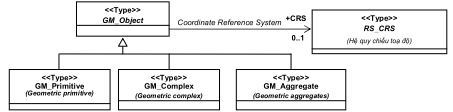 <<Type>>
GM_Object
Coordinate Reference System
+CRS
0..1
<<Type>>
RS_CRS
(Hệ quy chiếu toạ độ)
<<Type>>
GM_Primitive
(Geometric primitive)
<<Type>>
GM_Complex
(Geometric complex)
<<Type>>
GM_Aggregate
(Geometric aggregates)